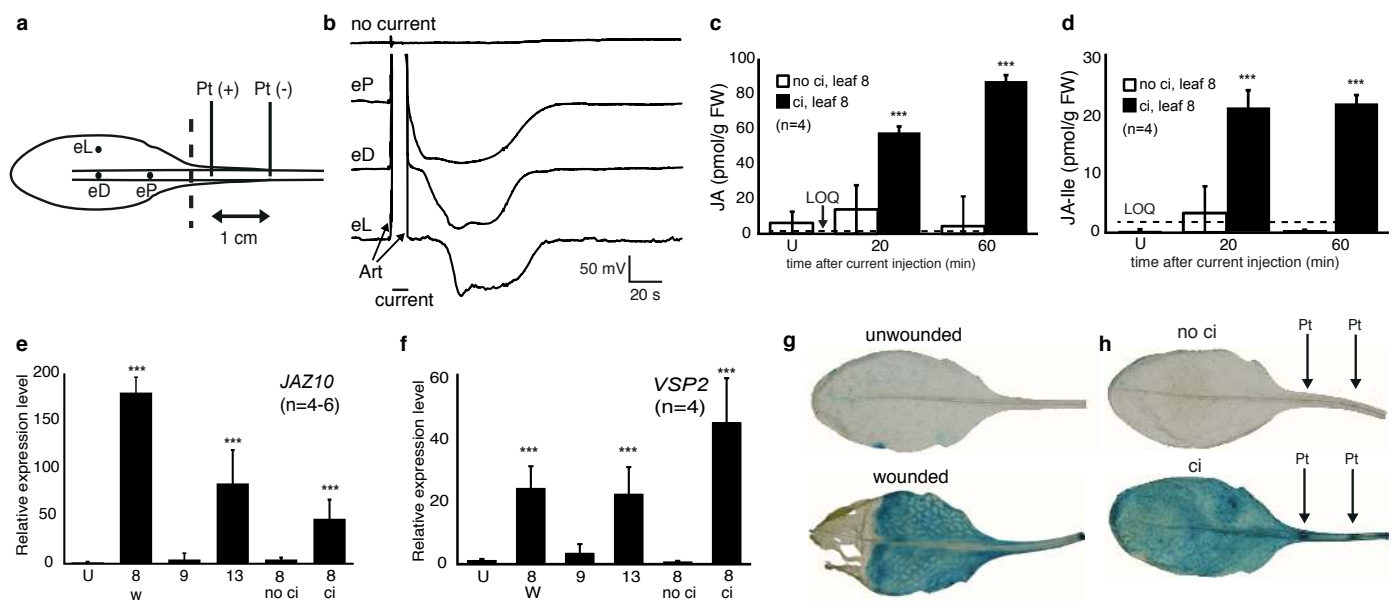 a
Pt (+) Pt (-)
eL
eD eP
1 cm
b
no current
eP
eD
eL
Art
current
50 mV
20 s
c
JA (pmol/g FW)
100
80
60
40
20
0
no ci, leaf 8
ci, leaf 8
(n=4)
***
***
LOQ
U 20 60
time after current injection (min)
d
JA-Ile (pmol/g FW)
30
20
10
0
no ci, leaf 8
ci, leaf 8
(n=4)
***
***
LOQ
U 20 60
time after current injection (min)
e
Relative expression level
200
150
100
50
0
JAZ10
(n=4-6)
***
***
***
U 8 9 13 8 8
w no ci ci
f
Relative expression level
60
40
20
0
VSP2
(n=4)
***
***
***
U 8 9 13 8 8
W no ci ci
g
unwounded
wounded
h
no ci
Pt Pt
ci
Pt Pt